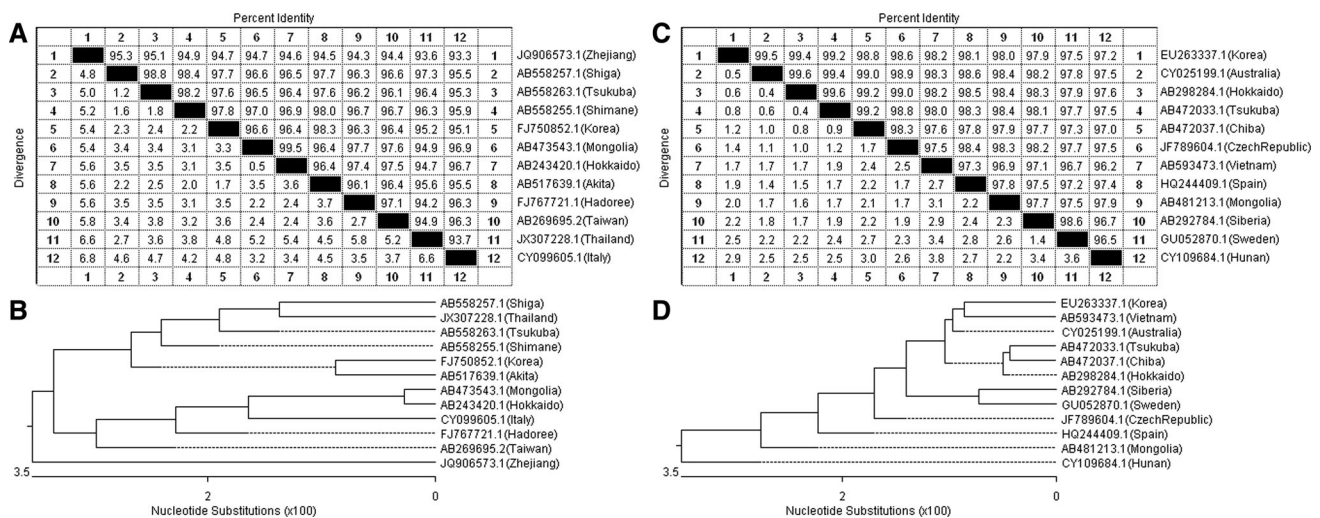 A
Percent Identity
1 2 3 4 5 6 7 8 9 10 11 12
1 95.3 95.1 94.9 94.7 94.7 94.6 94.5 94.3 94.4 93.6 93.3 1 JQ906573.1(Zhejiang)
2 4.8 98.8 98.4 97.7 96.6 96.5 97.7 96.3 96.6 97.3 95.5 2 AB558257.1(Shiga)
3 5.0 1.2 98.2 97.6 96.5 96.4 97.6 96.2 96.1 96.4 95.3 3 AB558263.1(Tsukuba)
4 5.2 1.6 1.8 97.8 97.0 96.9 98.0 96.7 96.7 96.3 95.9 4 AB558255.1(Shimane)
5 5.4 2.3 2.4 2.2 96.6 96.4 98.3 96.3 96.4 95.2 95.1 5 FJ750852.1(Korea)
6 5.4 3.4 3.4 3.1 3.3 99.5 96.4 97.7 97.6 94.9 96.9 6 AB473543.1(Mongolia)
7 5.6 3.5 3.5 3.1 3.5 0.5 96.4 97.4 97.5 94.7 96.7 7 AB243420.1(Hokkaido)
8 5.6 2.2 2.5 2.0 1.7 3.5 3.6 96.1 96.4 95.6 95.5 8 AB517639.1(Akita)
9 5.6 3.5 3.5 3.1 3.5 2.2 2.4 3.7 97.1 94.2 96.3 9 FJ767721.1(Hadoree)
10 5.8 3.4 3.8 3.2 3.6 2.4 2.4 3.6 2.7 94.9 96.3 10 AB269695.2(Taiwan)
11 6.6 2.7 3.6 3.8 4.8 5.2 5.4 4.5 5.8 5.2 93.7 11 JX307228.1(Thailand)
12 6.8 4.6 4.7 4.2 4.8 3.2 3.4 4.5 3.5 3.7 6.6 12 CY099605.1(Italy)
1 2 3 4 5 6 7 8 9 10 11 12
Divergence
B
AB558257.1(Shiga)
JX307228.1(Thailand)
AB558263.1(Tsukuba)
AB558255.1(Shimane)
FJ750852.1(Korea)
AB517639.1(Akita)
AB473543.1(Mongolia)
AB243420.1(Hokkaido)
CY099605.1(Italy)
FJ767721.1(Hadoree)
AB269695.2(Taiwan)
JQ906573.1(Zhejiang)
3.5
2 0
Nucleotide Substitutions (x100)
C
Percent Identity
1 2 3 4 5 6 7 8 9 10 11 12
1 99.5 99.4 99.2 98.8 98.6 98.2 98.1 98.0 97.9 97.5 97.2 1 EU263337.1(Korea)
2 0.5 99.6 99.4 99.0 98.9 98.3 98.6 98.4 98.2 97.8 97.5 2 CY025199.1(Australia)
3 0.6 0.4 99.6 99.2 99.0 98.2 98.5 98.4 98.3 97.9 97.6 3 AB298284.1(Hokkaido)
4 0.8 0.6 0.4 99.2 98.8 98.0 98.3 98.4 98.1 97.7 97.5 4 AB472033.1(Tsukuba)
5 1.2 1.0 0.8 0.9 98.3 97.6 97.8 97.9 97.7 97.3 97.0 5 AB472037.1(Chiba)
6 1.4 1.1 1.0 1.2 1.7 97.5 98.4 98.3 98.2 97.7 97.5 6 JF789604.1(CzechRepublic)
7 1.7 1.7 1.7 1.9 2.4 2.5 97.3 96.9 97.1 96.7 96.2 7 AB593473.1(Vietnam)
8 1.9 1.4 1.5 1.7 2.2 1.7 2.7 97.8 97.5 97.2 97.4 8 HQ244409.1(Spain)
9 2.0 1.7 1.6 1.7 2.1 1.7 3.1 2.2 97.7 97.5 97.9 9 AB481213.1(Mongolia)
10 2.2 1.8 1.7 1.9 2.2 1.9 2.9 2.4 2.3 98.6 96.7 10 AB292784.1(Siberia)
11 2.5 2.2 2.2 2.4 2.7 2.3 3.4 2.8 2.6 1.4 96.5 11 GU052870.1(Sweden)
12 2.9 2.5 2.5 2.5 3.0 2.6 3.8 2.7 2.2 3.4 3.6 12 CY109684.1(Hunan)
1 2 3 4 5 6 7 8 9 10 11 12
Divergence
D
EU263337.1(Korea)
AB593473.1(Vietnam)
CY025199.1(Australia)
AB472033.1(Tsukuba)
AB472037.1(Chiba)
AB298284.1(Hokkaido)
AB292784.1(Siberia)
GU052870.1(Sweden)
JF789604.1(CzechRepublic)
HQ244409.1(Spain)
AB481213.1(Mongolia)
CY109684.1(Hunan)
3.5
2 0
Nucleotide Substitutions (x100)